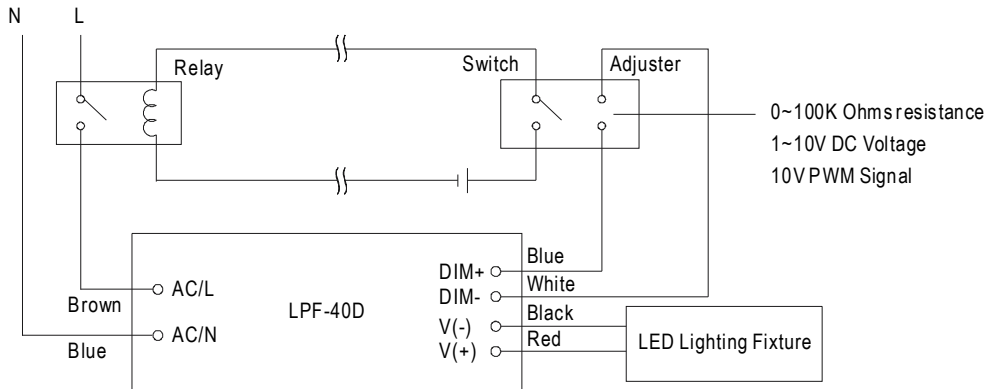 N L
Relay
Switch
Adjuster
0~100K Ohms resistance
1~10V DC Voltage
10V PWM Signal
Brown
AC/L
Blue
AC/N
LPF-40D
DIM+
Blue
DIM-
White
V(-)
Black
V(+)
Red
LED Lighting Fixture